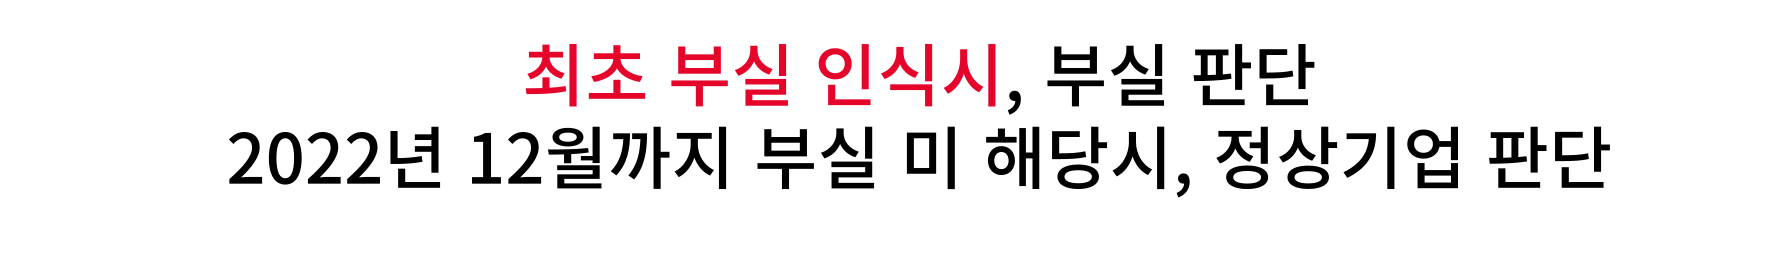 최초 부실 인식시, 부실 판단
2022년 12월까지 부실 미 해당시, 정상기업 판단